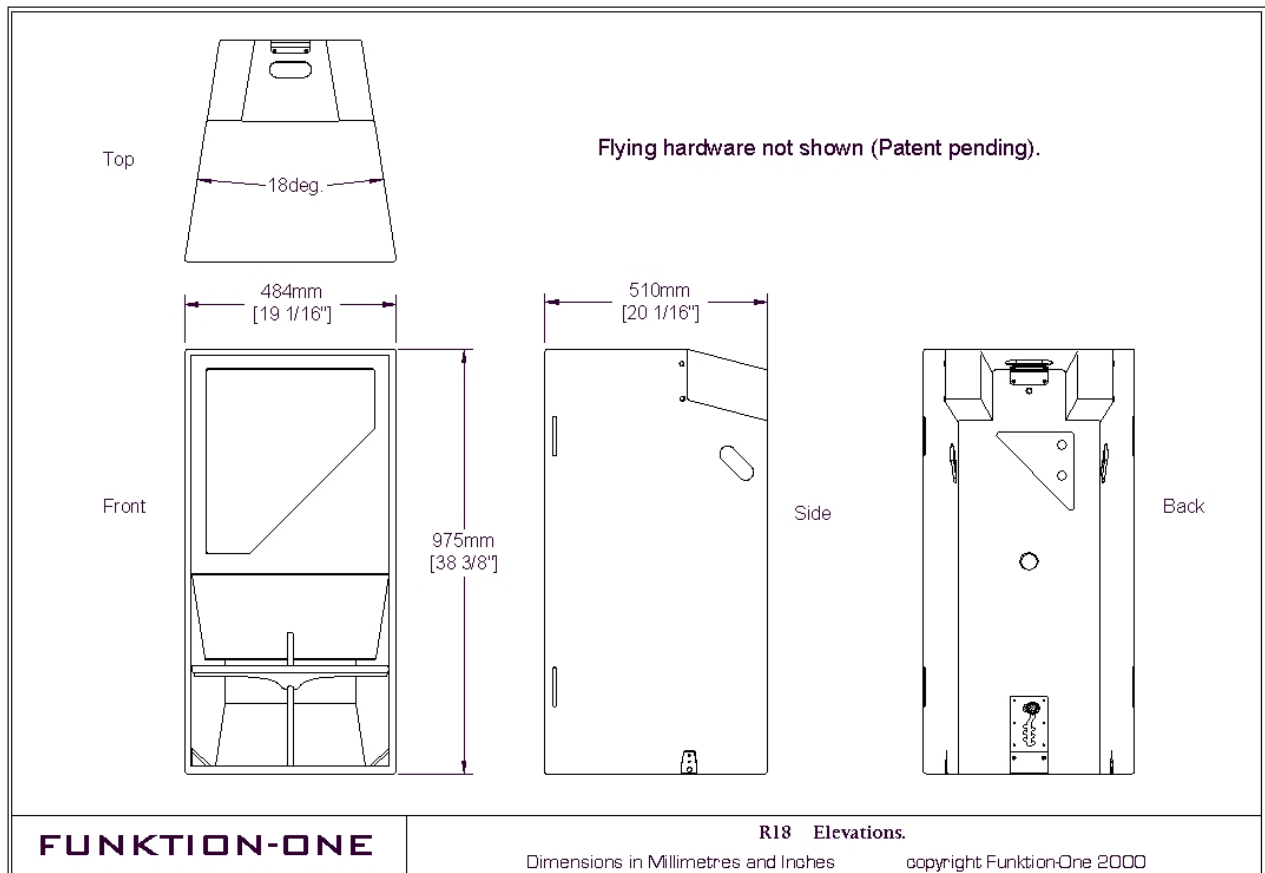 Top
Flying hardware not shown (Patent pending).
18deg.
484mm
[19 1/16"]
510mm
[20 1/16"]
Front
975mm
[38 3/8"]
Side
Back
FUNKTION-ONE
R18 Elevations.
Dimensions in Millimetres and Inches copyright Funktion-One 2000